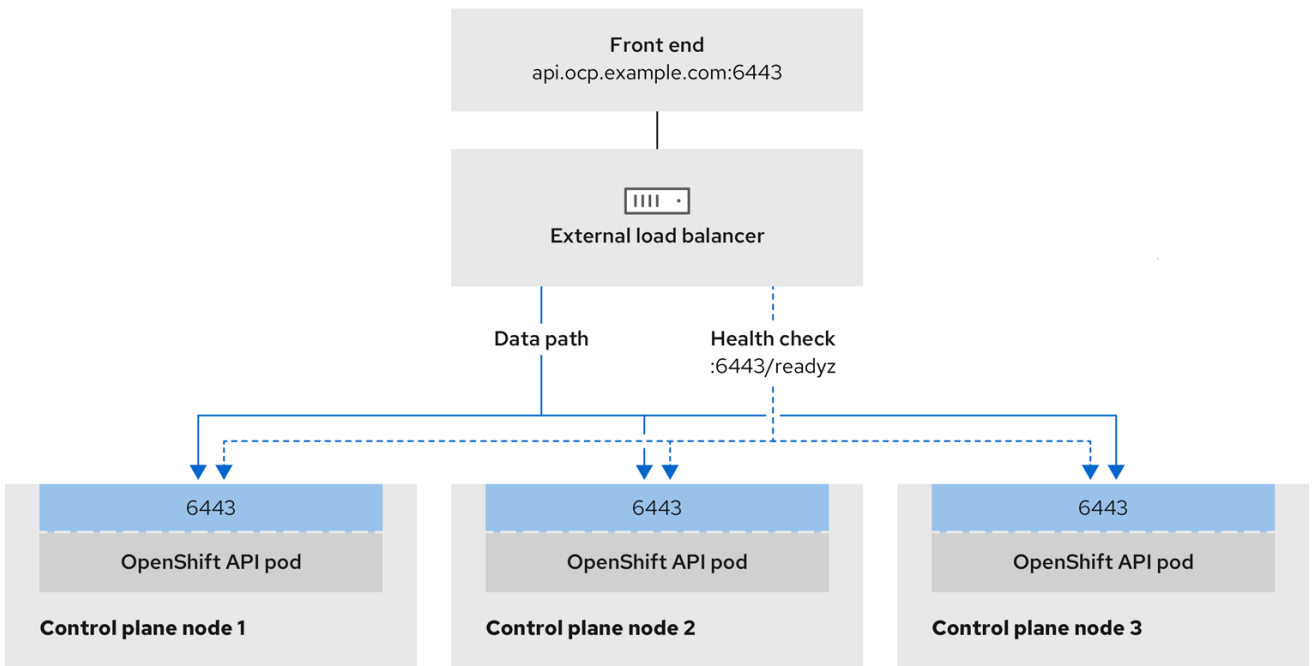 Front end
api.ocp.example.com:6443
External load balancer
Data path
Health check
:6443/readyz
6443
6443
6443
OpenShift API pod
OpenShift API pod
OpenShift API pod
Control plane node 1
Control plane node 2
Control plane node 3